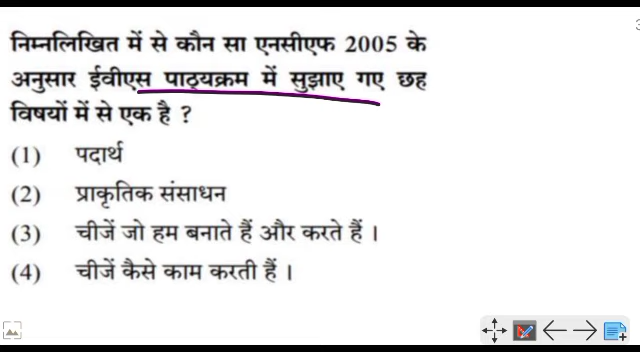 निम्नलिखित में से कौन सा एनसीएफ 2005 के
अनुसार ईवीएस पाठ्यक्रम में सुझाए गए छह
विषयों में से एक है ?
(1) पदार्थ
(2) प्राकृतिक संसाधन
(3) चीजें जो हम बनाते हैं और करते हैं ।
(4) चीजें कैसे काम करती हैं ।